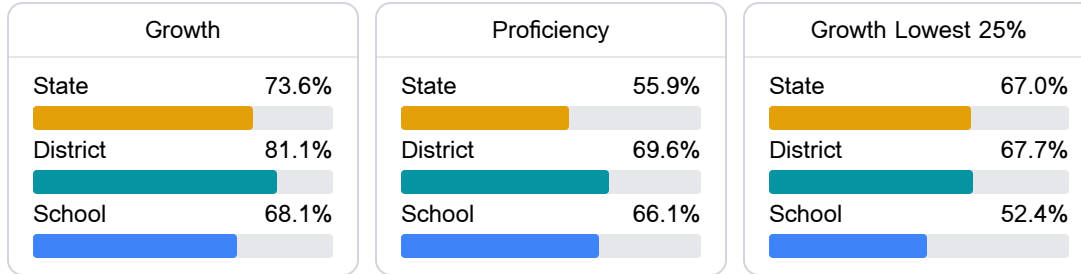 Growth
State 73.6%
District 81.1%
School 68.1%
Proficiency
State 55.9%
District 69.6%
School 66.1%
Growth Lowest 25%
State 67.0%
District 67.7%
School 52.4%